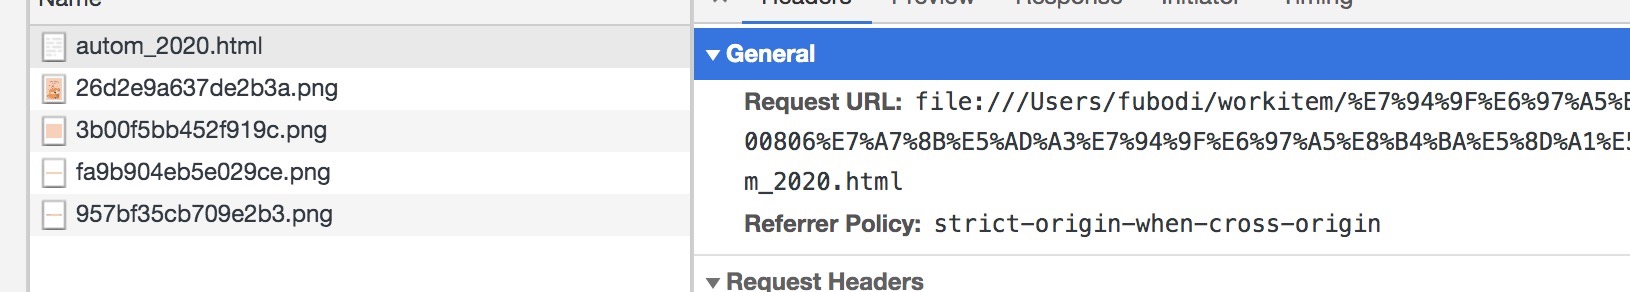 Name
Headers Preview Response Initiator Timing
autom_2020.html
26d2e9a637de2b3a.png
3b00f5bb452f919c.png
fa9b904eb5e029ce.png
957bf35cb709e2b3.png
▼ General
Request URL: file:///Users/fubodi/workitem/%E7%94%9F%E6%97%A5%E
00806%E7%A7%8B%E5%AD%A3%E7%94%9F%E6%97%A5%E8%B4%BA%E5%8D%A1%E5
m_2020.html
Referrer Policy: strict-origin-when-cross-origin
▼ Request Headers